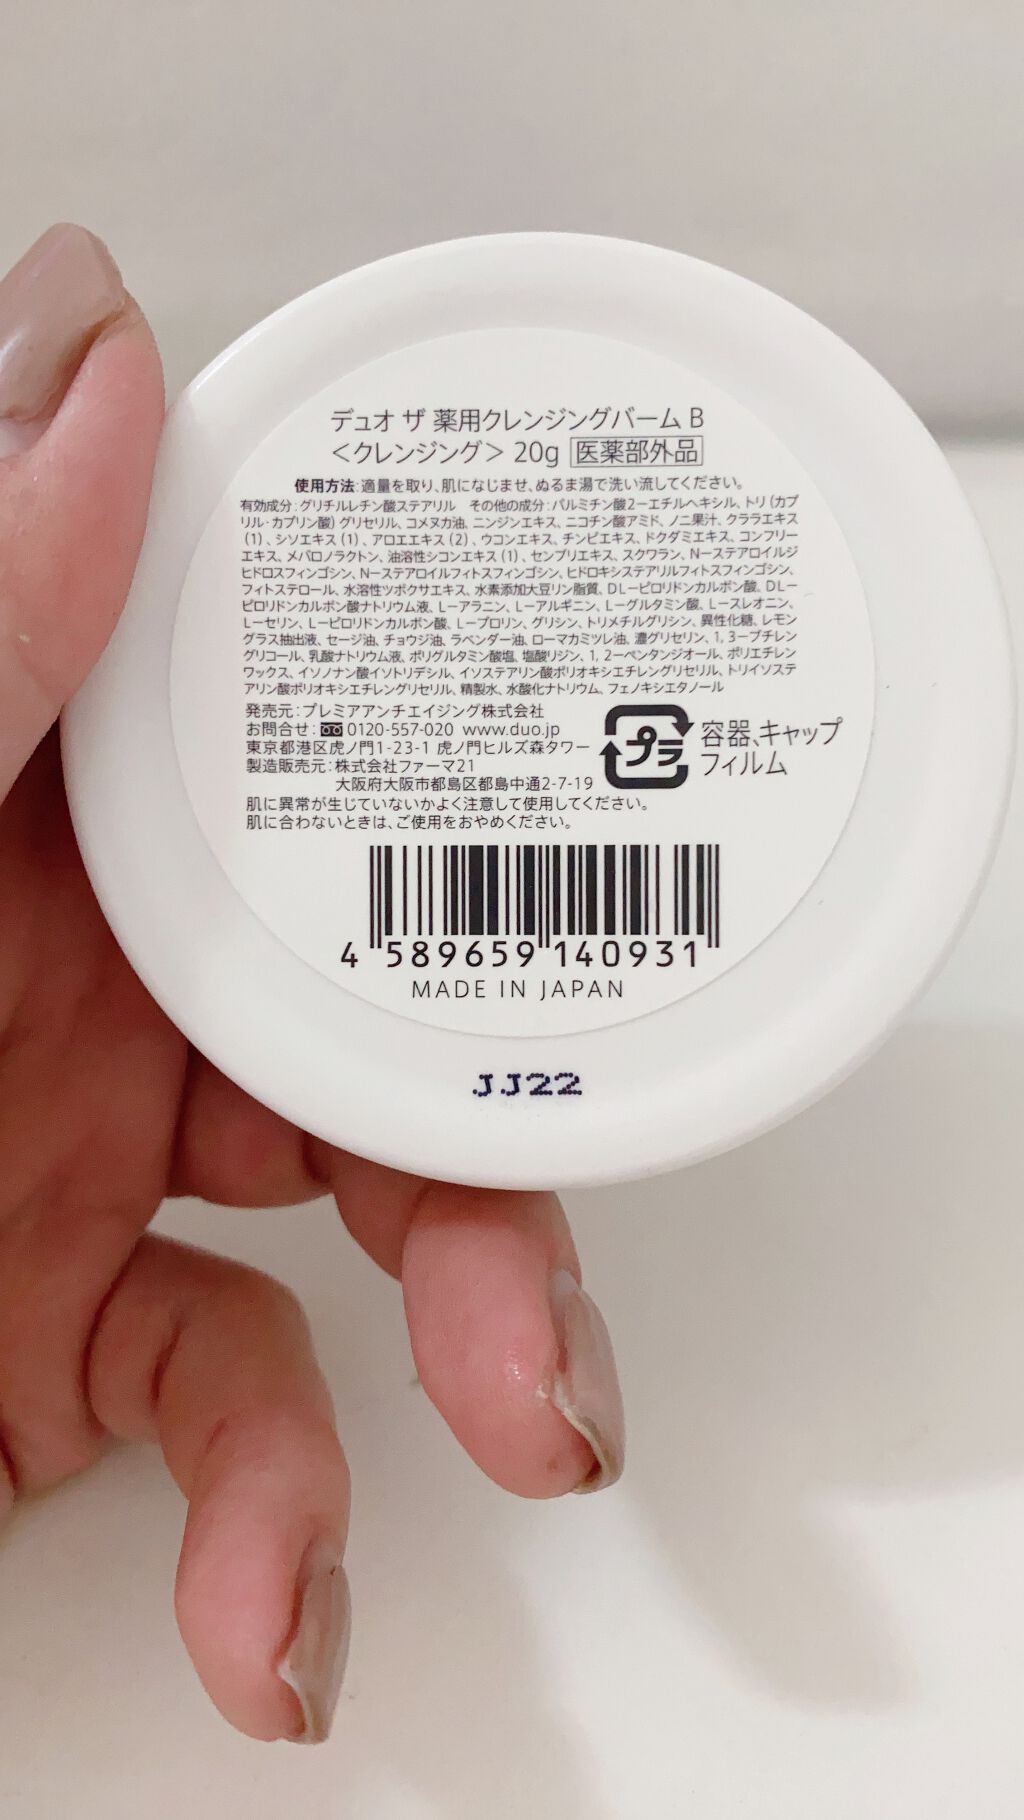 デュオ ザ 薬用クレンジングバーム B
＜クレンジング＞ 20g 医薬部外品
使用方法:適量を取り、肌になじませ、ぬるま湯で洗い流してください。
有効成分:グリチルレチン酸ステアリル その他の成分:パルミチン酸2-エチルヘキシル、トリ(カプ
リル・カプリン酸)グリセリル、コメヌカ油、ニンジンエキス、ニコチン酸アミド、ノニ果汁、クララエキス
(1)、シソエキス(1)、アロエエキス(2)、ウコンエキス、チンピエキス、ドクダミエキス、コンフリー
エキス、メバロノラクトン、油溶性シコンエキス(1)、センブリエキス、スクワラン、N-ステアロイルジ
ヒドロスフィンゴシン、N-ステアロイルフィトスフィンゴシン、ヒドロキシステアリルフィトスフィンゴシン、
フィトステロール、水溶性ツボクサエキス、水素添加大豆リン脂質、DL-ピロリドンカルボン酸、DL-
ピロリドンカルボン酸ナトリウム液、L-アラニン、L-アルギニン、L-グルタミン酸、L-スレオニン、
L-セリン、L-ピロリドンカルボン酸、L-プロリン、グリシン、トリメチルグリシン、異性化糖、レモン
グラス抽出液、セージ油、チョウジ油、ラベンダー油、ローマカミツレ油、濃グリセリン、1,3-ブチレン
グリコール、乳酸ナトリウム液、ポリグルタミン酸塩、塩酸リジン、1,2-ペンタンジオール、ポリエチレン
ワックス、イソノナン酸イソトリデシル、イソステアリン酸ポリオキシエチレングリセリル、トリイソステ
アリン酸ポリオキシエチレングリセリル、精製水、水酸化ナトリウム、フェノキシエタノール
発売元:プレミアアンチエイジング株式会社
お問合せ:0120-557-020 www.duo.jp
東京都港区虎ノ門1-23-1 虎ノ門ヒルズ森タワー
製造販売元:株式会社ファーマ21
大阪府大阪市都島区都島中通2-7-19
プラ 容器、キャップ
フィルム
肌に異常が生じていないかよく注意して使用してください。
肌に合わないときは、ご使用をおやめください。
4 589659 140931
MADE IN JAPAN
JJ22